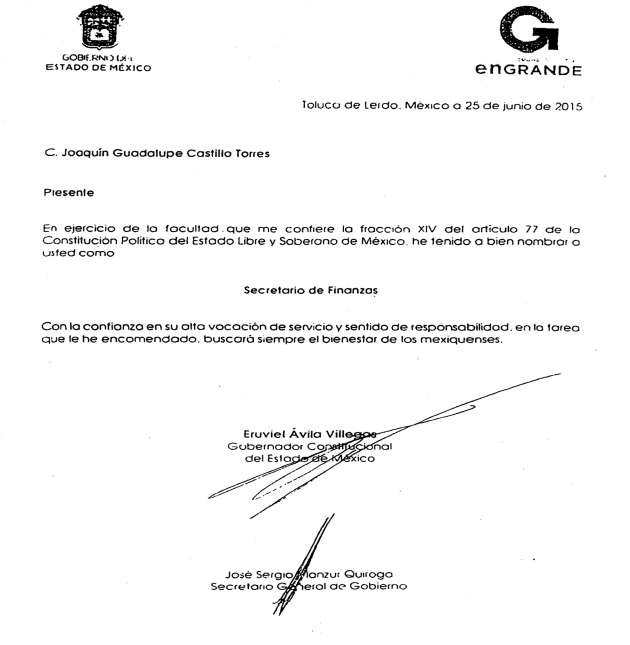 GOBIERNO DEL
ESTADO DE MÉXICO
enGRANDE
Toluca de Lerdo, México a 25 de junio de 2015
C. Joaquín Guadalupe Castillo Torres
Presente
En ejercicio de la facultad que me confiere la fracción XIV del artículo 77 de la
Constitución Política del Estado Libre y Soberano de México, he tenido a bien nombrar a
usted como
Secretario de Finanzas
Con la confianza en su alta vocación de servicio y sentido de responsabilidad, en la tarea
que le he encomendado, buscará siempre el bienestar de los mexiquenses.
Eruviel Ávila Villegas
Gobernador Constitucional
del Estado de México
José Sergio Manzur Quiroga
Secretario General de Gobierno